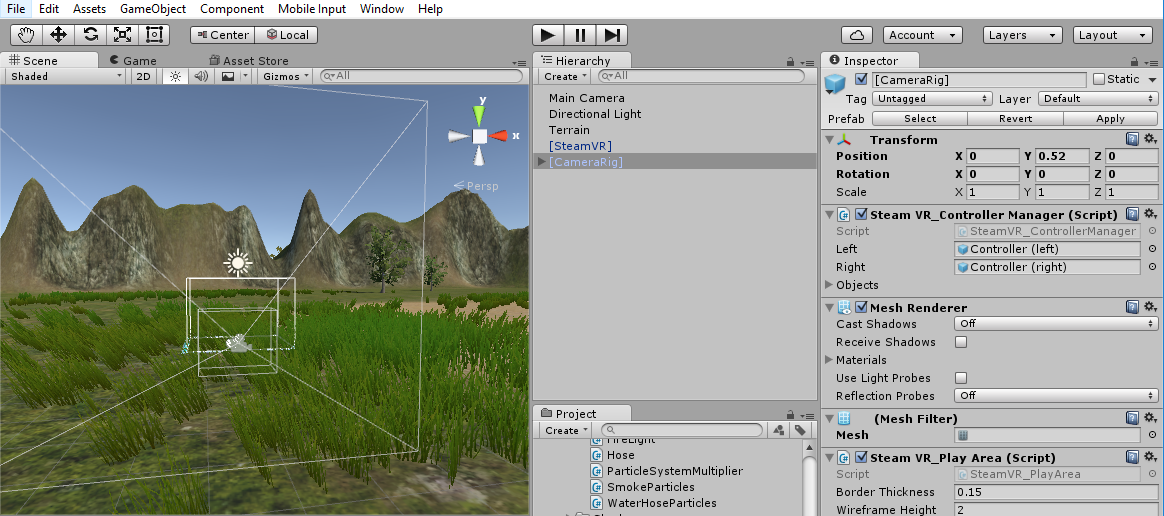 File Edit Assets GameObject Component Mobile Input Window Help
Center Local Account Layers Layout
Scene Game Asset Store
Shaded 2D Gizmos All
y
x
Persp
Hierarchy
Create All
Main Camera
Directional Light
Terrain
[SteamVR]
[CameraRig]
Project
Create
FireLight
Hose
ParticleSystemMultiplier
SmokeParticles
WaterHoseParticles
Inspector
[CameraRig] Static
Tag Untagged Layer Default
Prefab Select Revert Apply
Transform
Position X 0 Y 0.52 Z 0
Rotation X 0 Y 0 Z 0
Scale X 1 Y 1 Z 1
Steam VR_Controller Manager (Script)
Script SteamVR_ControllerManager
Left Controller (left)
Right Controller (right)
Objects
Mesh Renderer
Cast Shadows Off
Receive Shadows
Materials
Use Light Probes
Reflection Probes Off
(Mesh Filter)
Mesh
Steam VR_Play Area (Script)
Script SteamVR_PlayArea
Border Thickness 0.15
Wireframe Height 2